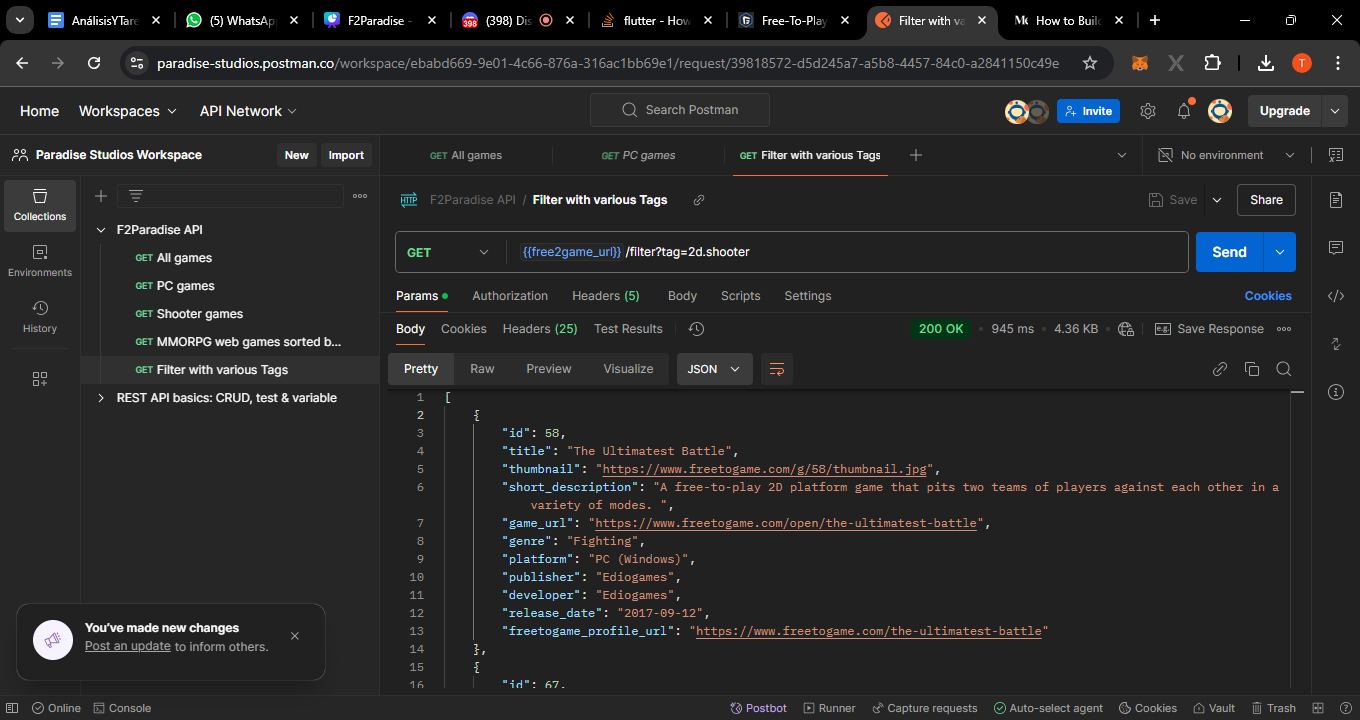 AnálisisYTare
(5) WhatsAp
F2Paradise -
(398) Dis
flutter - How
Free-To-Play
Filter with va
How to Build
paradise-studios.postman.co/workspace/ebabd669-9e01-4c66-876a-316ac1bb69e1/request/39818572-d5d245a7-a5b8-4457-84c0-a2841150c49e
T
Home
Workspaces
API Network
Search Postman
Invite
Upgrade
Paradise Studios Workspace
New
Import
GET All games
GET PC games
GET Filter with various Tags
No environment
Collections
Environments
History
F2Paradise API
GET All games
GET PC games
GET Shooter games
GET MMORPG web games sorted b...
GET Filter with various Tags
REST API basics: CRUD, test & variable
HTTP F2Paradise API / Filter with various Tags
Save
Share
GET
{{free2game_url}} /filter?tag=2d.shooter
Send
Params
Authorization
Headers (5)
Body
Scripts
Settings
Cookies
Body
Cookies
Headers (25)
Test Results
200 OK
945 ms
4.36 KB
e.g. Save Response
Pretty
Raw
Preview
Visualize
JSON
1 [
2 {
3 "id": 58,
4 "title": "The Ultimatest Battle",
5 "thumbnail": "https://www.freetogame.com/g/58/thumbnail.jpg",
6 "short_description": "A free-to-play 2D platform game that pits two teams of players against each other in a
variety of modes. ",
7 "game_url": "https://www.freetogame.com/open/the-ultimatest-battle",
8 "genre": "Fighting",
9 "platform": "PC (Windows)",
10 "publisher": "Ediogames",
11 "developer": "Ediogames",
12 "release_date": "2017-09-12",
13 "freetogame_profile_url": "https://www.freetogame.com/the-ultimatest-battle"
14 },
15 {
16 "id": 67,
You've made new changes
Post an update to inform others.
Online
Console
Postbot
Runner
Capture requests
Auto-select agent
Cookies
Vault
Trash